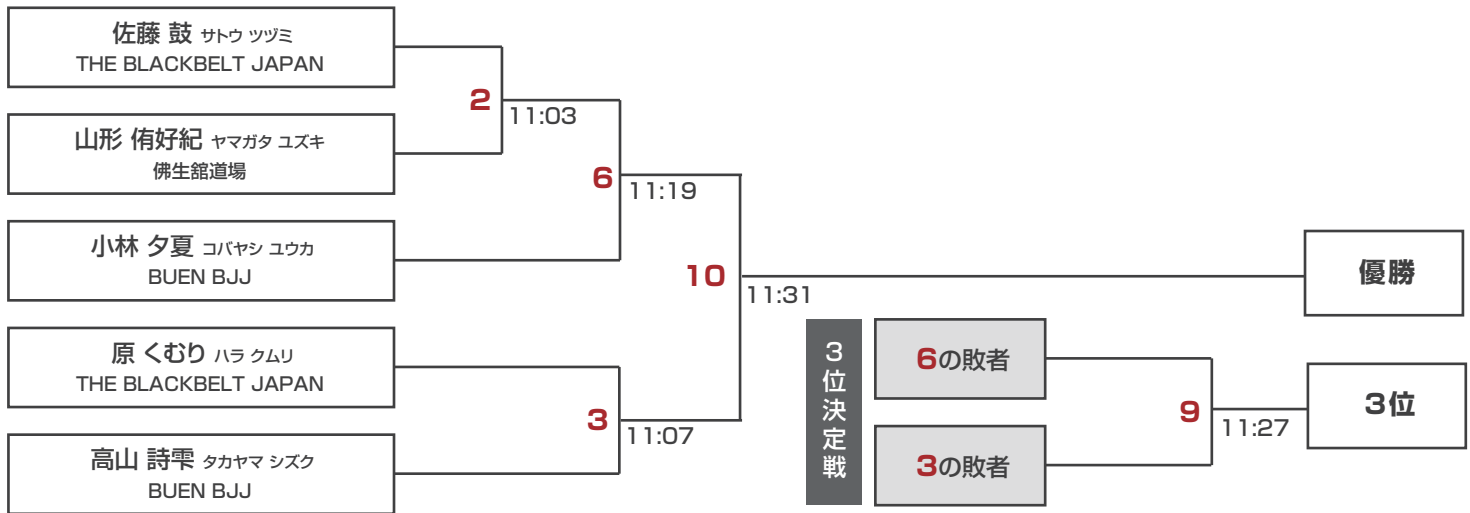 佐藤 鼓 サトウ ツヅミ
THE BLACKBELT JAPAN
2
11:03
山形 侑好紀 ヤマガタ ユズキ
佛生舘道場
6
11:19
小林 夕夏 コバヤシ ユウカ
BUEN BJJ
10
11:31
優勝
原 くむり ハラ クムリ
THE BLACKBELT JAPAN
3
11:07
高山 詩雫 タカヤマ シズク
BUEN BJJ
3位決定戦
6の敗者
9
11:27
3位
3の敗者